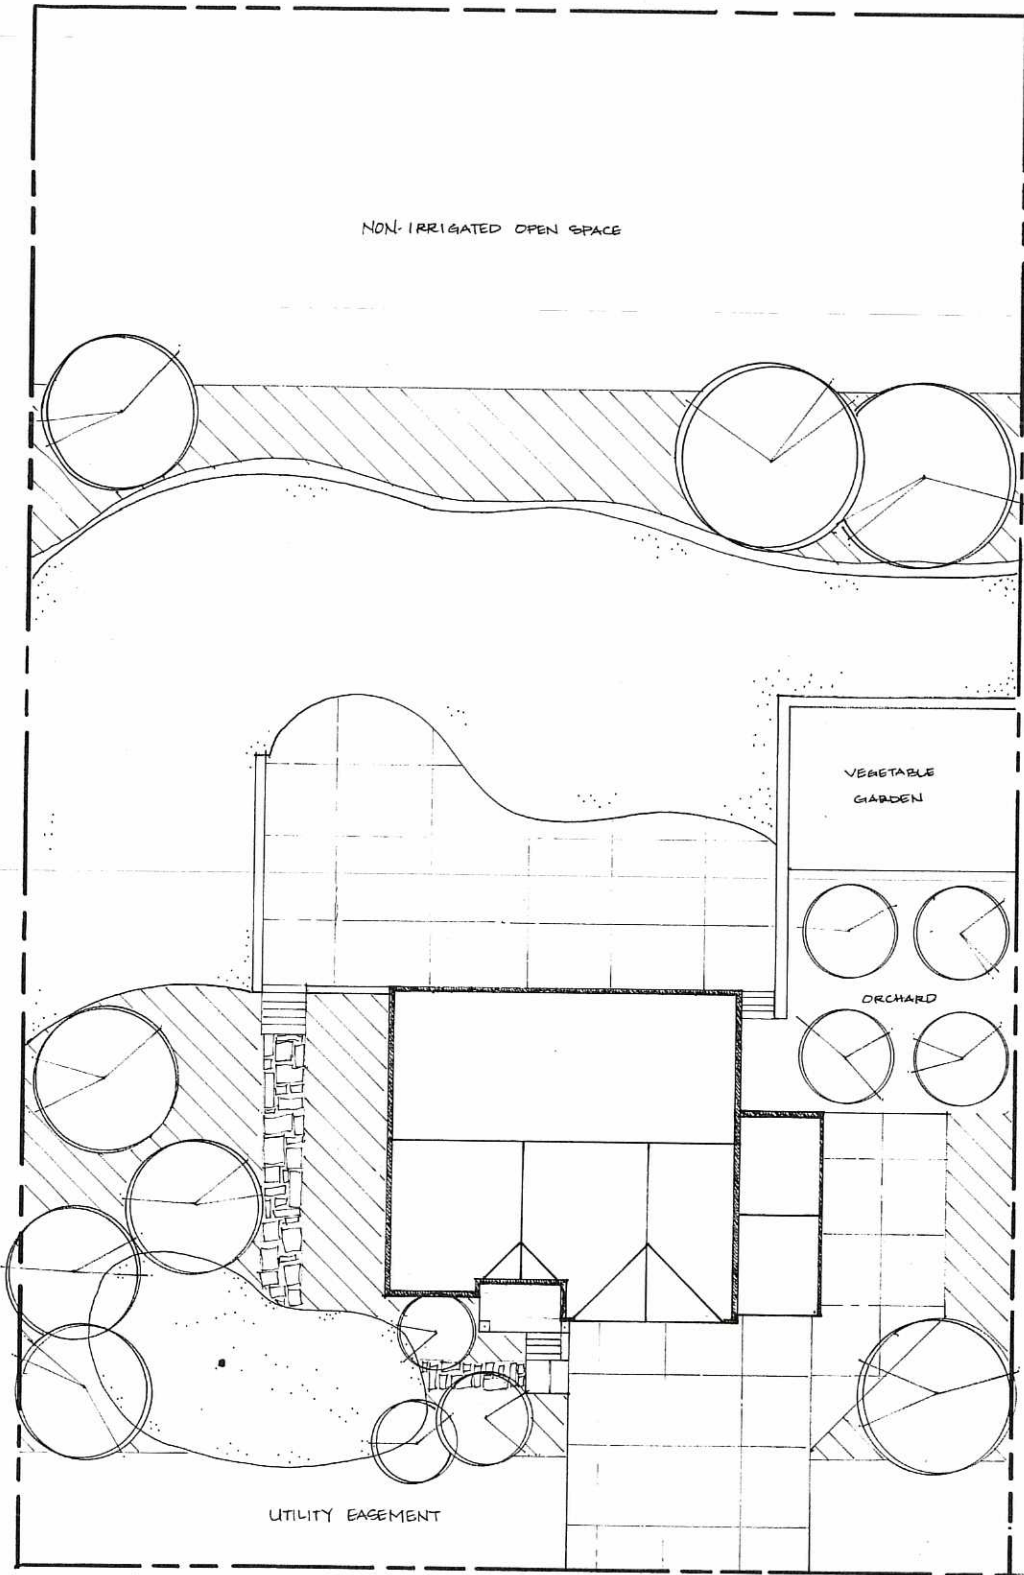 NON-IRRIGATED OPEN SPACE
VEGETABLE
GARDEN
ORCHARD
UTILITY EASEMENT